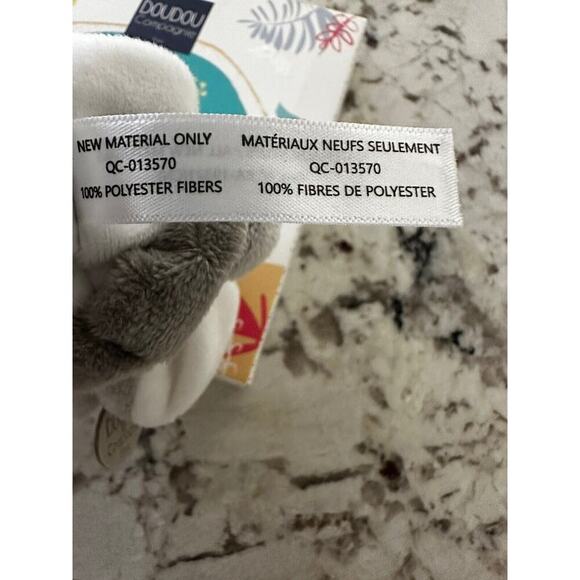 DOUDOU
Compagnie
NEW MATERIAL ONLY
QC-013570
100% POLYESTER FIBERS
MATÉRIAUX NEUFS SEULEMENT
QC-013570
100% FIBRES DE POLYESTER